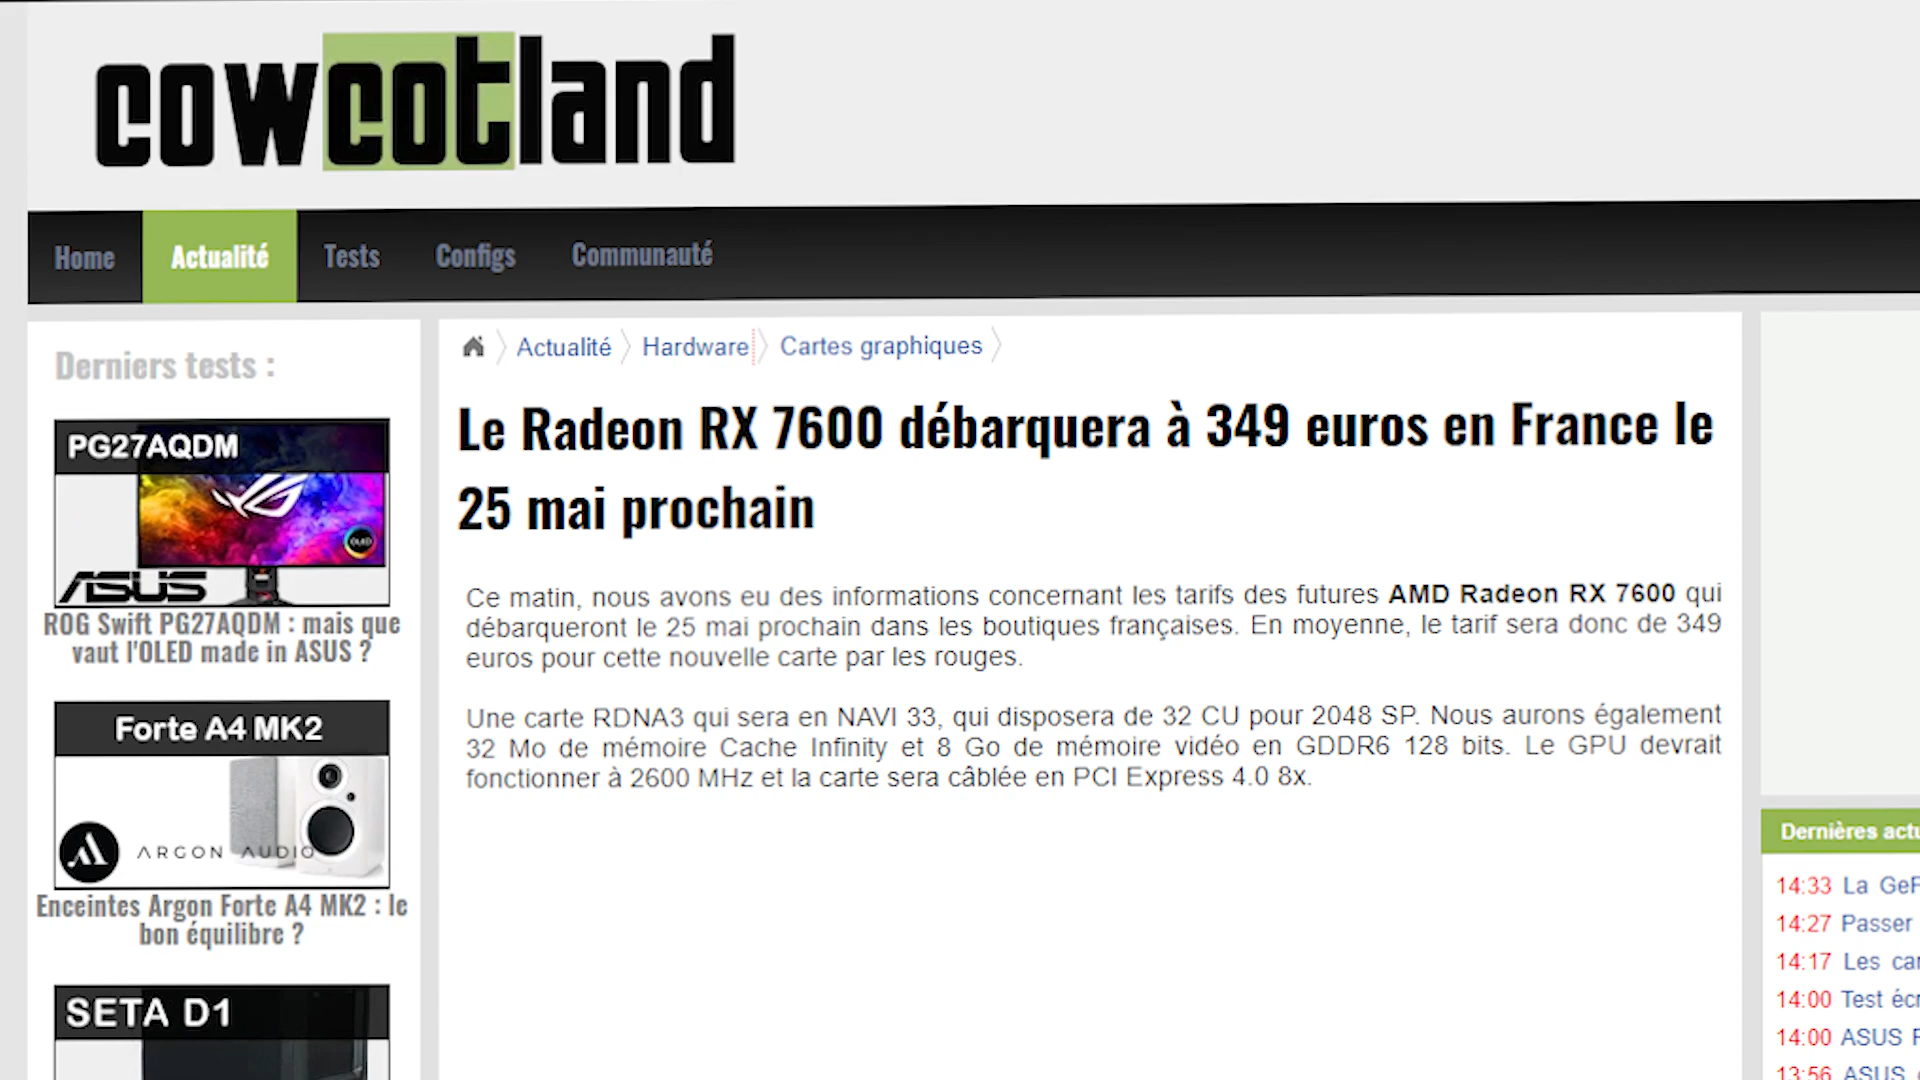 cowcotland
Home Actualité Tests Configs Communauté
Derniers tests :
PG27AQDM
OLED
ASUS
ROG Swift PG27AQDM : mais que
vaut l'OLED made in ASUS ?
Forte A4 MK2
ARGON AUDIO
Enceintes Argon Forte A4 MK2 : le
bon équilibre ?
SETA D1
Actualité Hardware Cartes graphiques
Le Radeon RX 7600 débarquera à 349 euros en France le
25 mai prochain
Ce matin, nous avons eu des informations concernant les tarifs des futures AMD Radeon RX 7600 qui
débarqueront le 25 mai prochain dans les boutiques françaises. En moyenne, le tarif sera donc de 349
euros pour cette nouvelle carte par les rouges.
Une carte RDNA3 qui sera en NAVI 33, qui disposera de 32 CU pour 2048 SP. Nous aurons également
32 Mo de mémoire Cache Infinity et 8 Go de mémoire vidéo en GDDR6 128 bits. Le GPU devrait
fonctionner à 2600 MHz et la carte sera câblée en PCI Express 4.0 8x.
Dernières
14:33 La
14:27 Passer
14:17 Les
14:00 Test
14:00 ASUS
13:56 ASUS